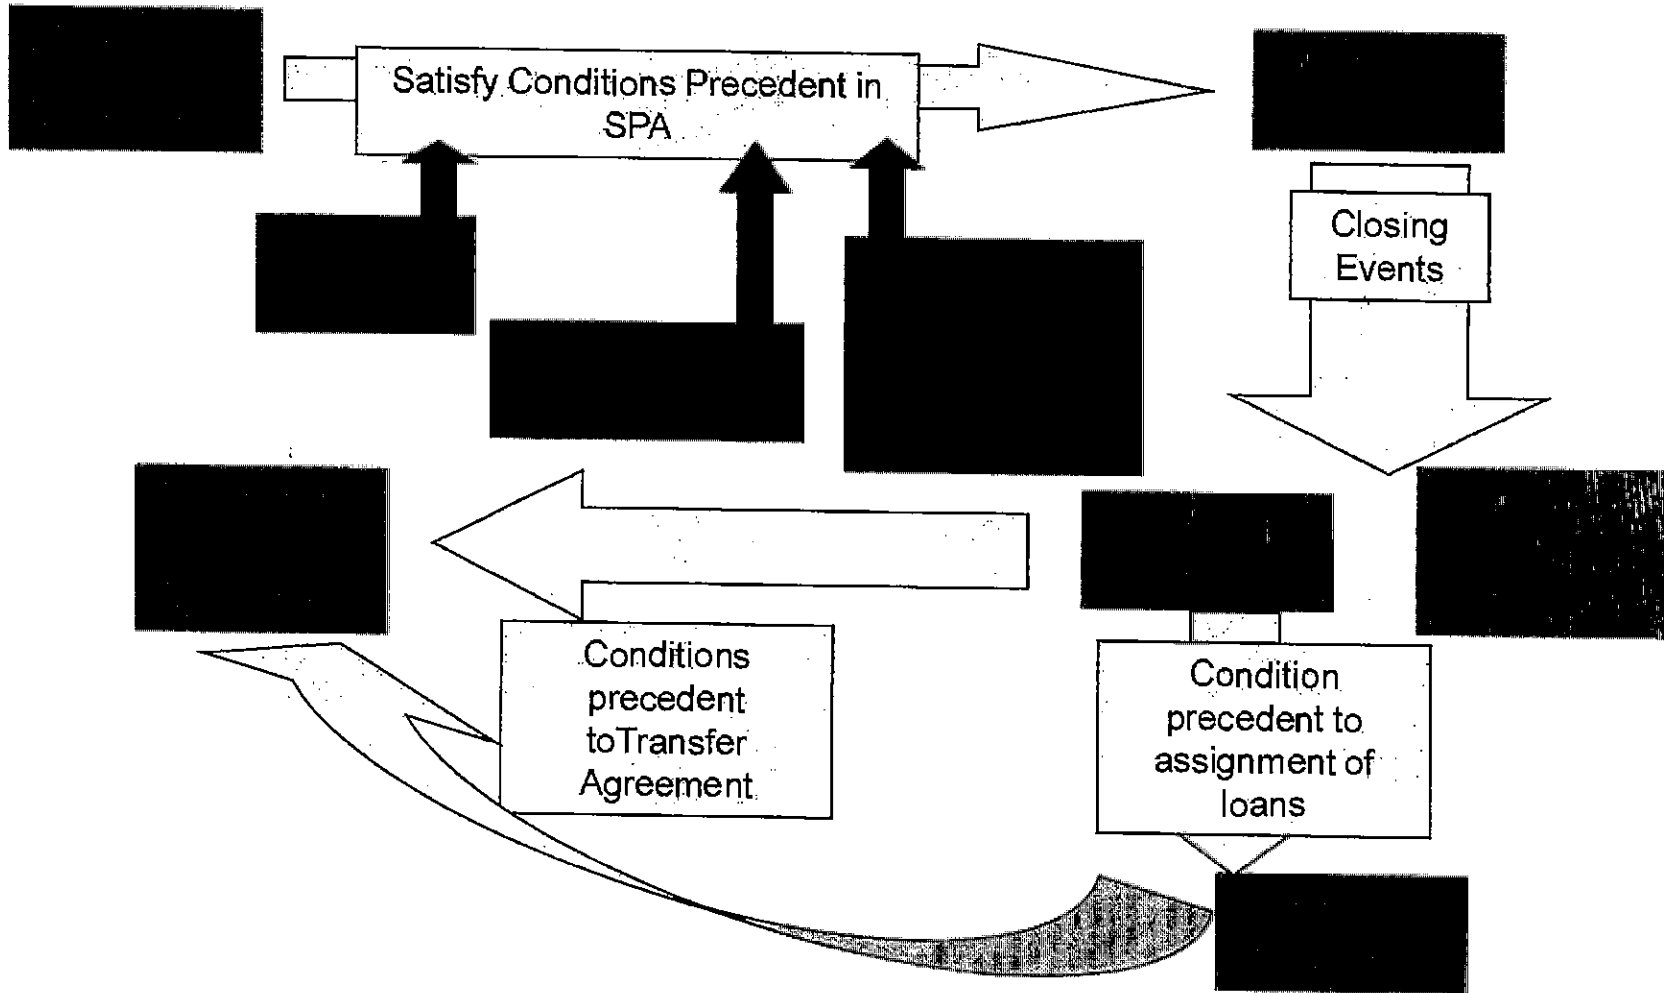 Satisfy Conditions Precedent in
SPA
Closing
Events
Conditions
precedent
toTransfer
Agreement
Condition
precedent to
assignment of
loans